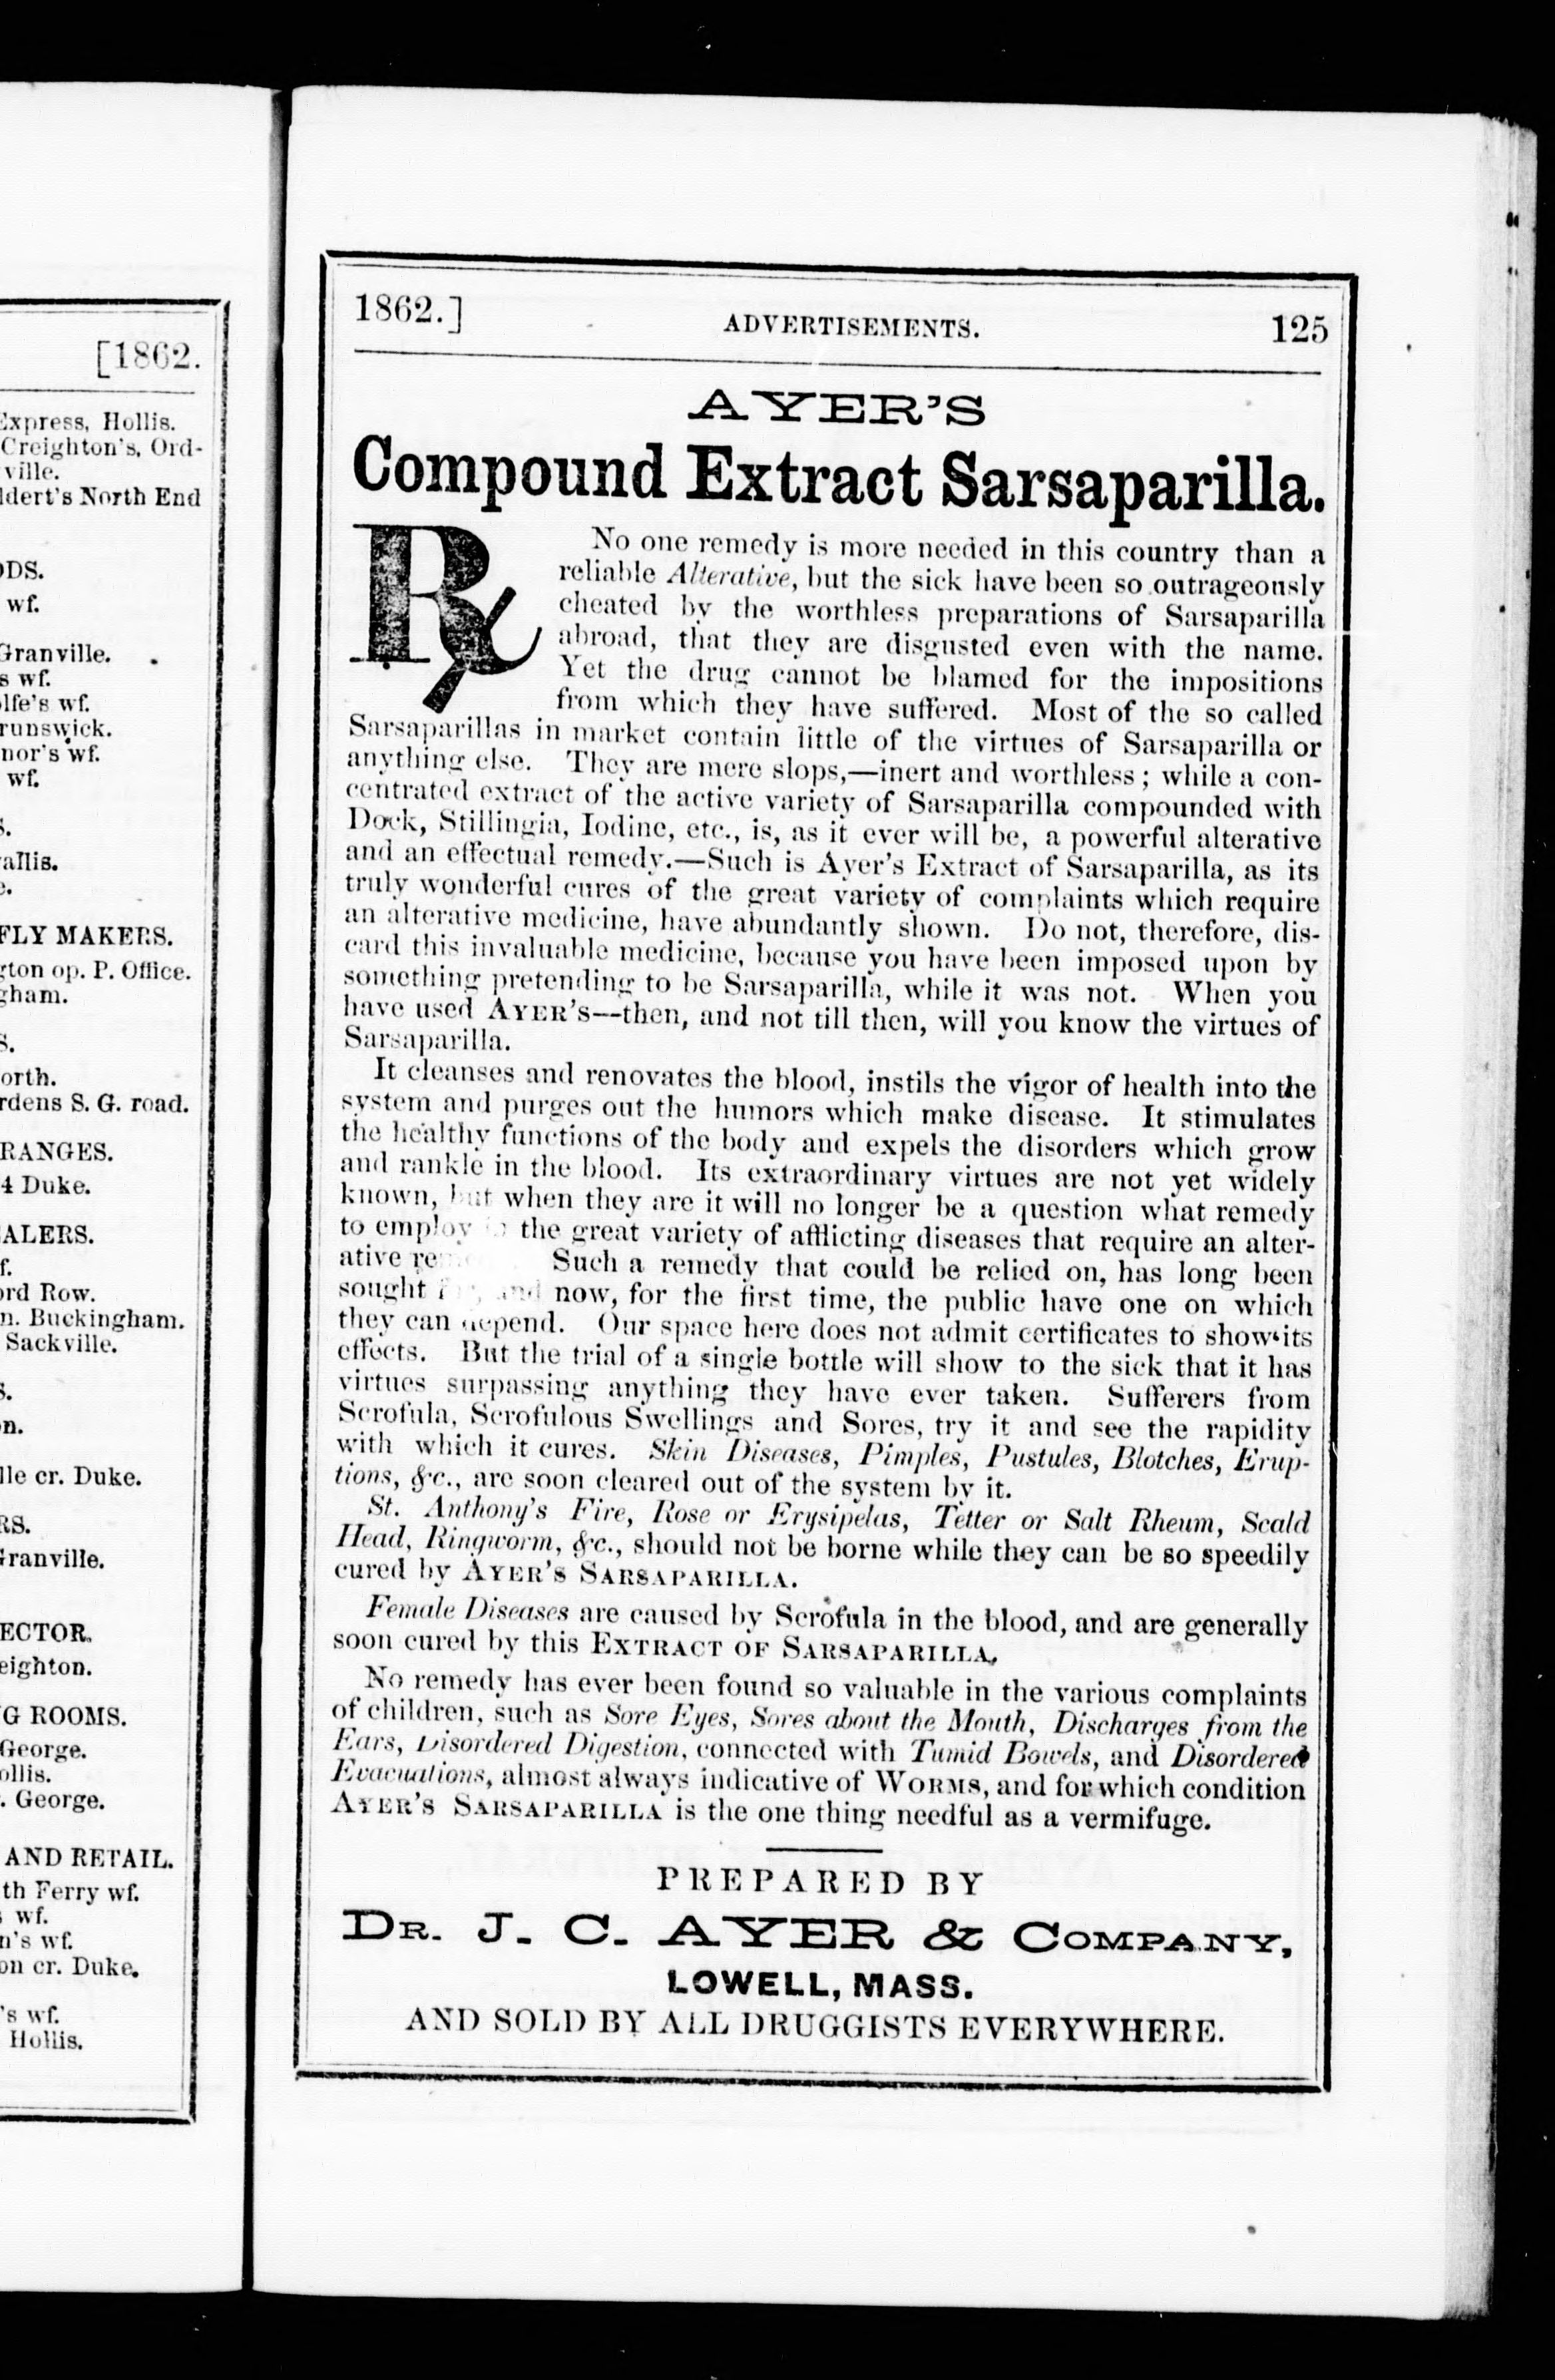 [1862.
Express, Hollis.
Creighton's, Ord-
ville.
North End
wf.
Granville.
wf.
wf.
wf.
wf.
FLY MAKERS.
op. P. Office.
S. G. road.
RANGES.
4 Duke.
Row.
Buckingham.
Sackville.
cr. Duke.
Granville.
ROOMS.
George.
George.
AND RETAIL.
Ferry wf.
wf.
wf.
cr. Duke.
wf.
Hollis.
1862.] ADVERTISEMENTS. 125
AYER'S
Compound Extract Sarsaparilla.
℞ No one remedy is more needed in this country than a
reliable Alterative, but the sick have been so outrageously
cheated by the worthless preparations of Sarsaparilla
abroad, that they are disgusted even with the name.
Yet the drug cannot be blamed for the impositions
from which they have suffered. Most of the so called
Sarsaparillas in market contain little of the virtues of Sarsaparilla or
anything else. They are mere slops,—inert and worthless; while a con-
centrated extract of the active variety of Sarsaparilla compounded with
Dock, Stillingia, Iodine, etc., is, as it ever will be, a powerful alterative
and an effectual remedy.—Such is Ayer's Extract of Sarsaparilla, as its
truly wonderful cures of the great variety of complaints which require
an alterative medicine, have abundantly shown. Do not, therefore, dis-
card this invaluable medicine, because you have been imposed upon by
something pretending to be Sarsaparilla, while it was not. When you
have used AYER'S—then, and not till then, will you know the virtues of
Sarsaparilla.
It cleanses and renovates the blood, instils the vigor of health into the
system and purges out the humors which make disease. It stimulates
the healthy functions of the body and expels the disorders which grow
and rankle in the blood. Its extraordinary virtues are not yet widely
known, but when they are it will no longer be a question what remedy
to employ the great variety of afflicting diseases that require an alter-
ative Such a remedy that could be relied on, has long been
sought and now, for the first time, the public have one on which
they can depend. Our space here does not admit certificates to show its
effects. But the trial of a single bottle will show to the sick that it has
virtues surpassing anything they have ever taken. Sufferers from
Scrofula, Scrofulous Swellings and Sores, try it and see the rapidity
with which it cures. Skin Diseases, Pimples, Pustules, Blotches, Erup-
tions, &c., are soon cleared out of the system by it.
St. Anthony's Fire, Rose or Erysipelas, Tetter or Salt Rheum, Scald
Head, Ringworm, &c., should not be borne while they can be so speedily
cured by AYER'S SARSAPARILLA.
Female Diseases are caused by Scrofula in the blood, and are generally
soon cured by this EXTRACT OF SARSAPARILLA.
No remedy has ever been found so valuable in the various complaints
of children, such as Sore Eyes, Sores about the Mouth, Discharges from the
Ears, Disordered Digestion, connected with Tumid Bowels, and Disordered
Evacuations, almost always indicative of WORMS, and for which condition
AYER'S SARSAPARILLA is the one thing needful as a vermifuge.
PREPARED BY
DR. J. C. AYER & COMPANY,
LOWELL, MASS.
AND SOLD BY ALL DRUGGISTS EVERYWHERE.